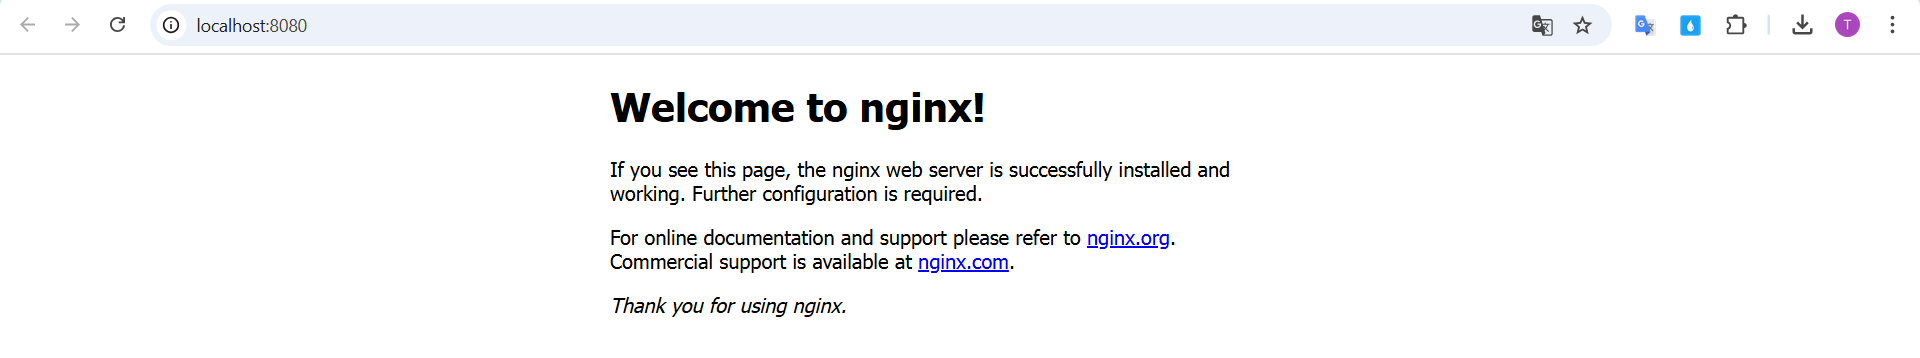 localhost:8080
T
Welcome to nginx!
If you see this page, the nginx web server is successfully installed and
working. Further configuration is required.
For online documentation and support please refer to nginx.org.
Commercial support is available at nginx.com.
Thank you for using nginx.